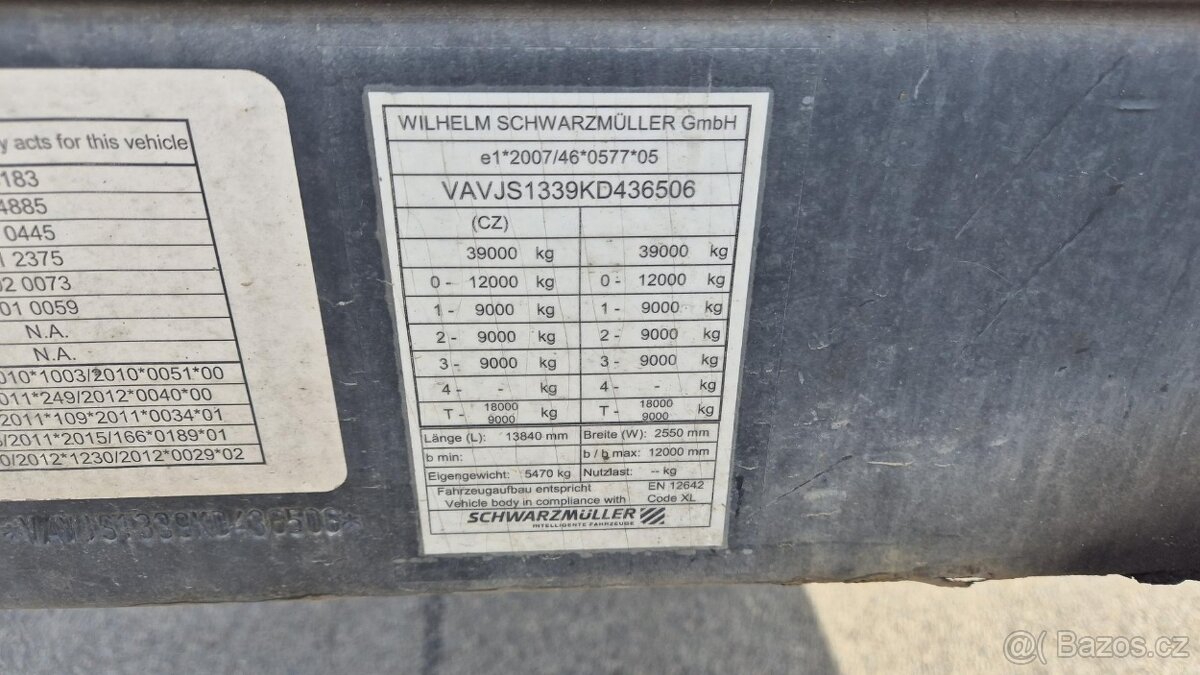 y acts for this vehicle
183
4885
0445
2375
02 0073
01 0059
N.A.
N.A.
010*1003/2010*0051*00
011*249/2012*0040*00
2011*109*2011*0034*01
/2011*2015/166*0189*01
0/2012*1230/2012*0029*02
*VAVJS1339KD436506*
WILHELM SCHWARZMÜLLER GmbH
e1*2007/46*0577*05
VAVJS1339KD436506
(CZ)
39000 kg 39000 kg
0- 12000 kg 0- 12000 kg
1- 9000 kg 1- 9000 kg
2- 9000 kg 2- 9000 kg
3- 9000 kg 3- 9000 kg
4- - kg 4- - kg
T- 18000 9000 kg T- 18000 9000 kg
Länge (L): 13840 mm Breite (W): 2550 mm
b min: b / h max: 12000 mm
Eigengewicht: 5470 kg Nutzlast: -- kg
Fahrzeugaufbau entspricht EN 12642
Vehicle body in compliance with Code XL
SCHWARZMÜLLER
INTELLIGENTE FAHRZEUGE
Bazos.cz